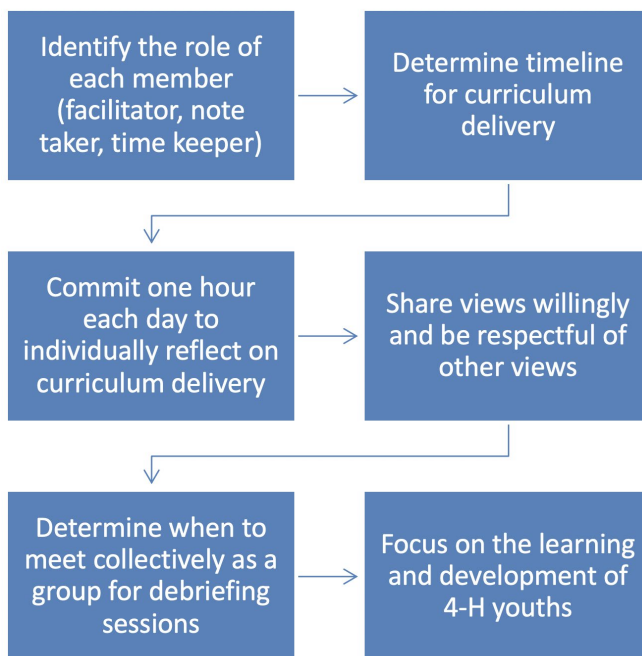 Identify the role of
each member
(facilitator, note
taker, time keeper)
Determine timeline
for curriculum
delivery
Commit one hour
each day to
individually reflect on
curriculum delivery
Share views willingly
and be respectful of
other views
Determine when to
meet collectively as a
group for debriefing
sessions
Focus on the learning
and development of
4-H youths